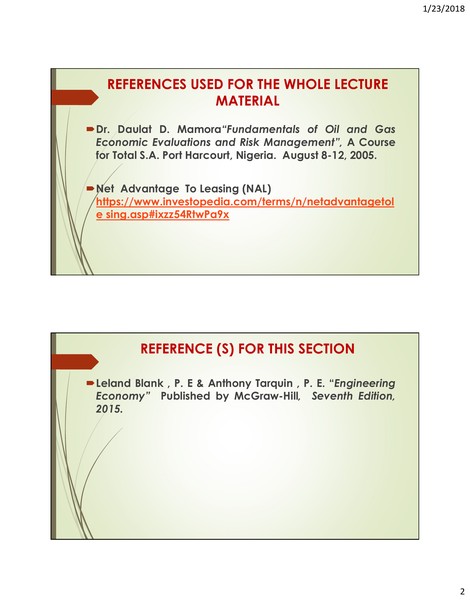 1/23/2018
REFERENCES USED FOR THE WHOLE LECTURE
MATERIAL
Dr. Daulat D. Mamora“Fundamentals of Oil and Gas
Economic Evaluations and Risk Management”, A Course
for Total S.A. Port Harcourt, Nigeria. August 8-12, 2005.
Net Advantage To Leasing (NAL)
https://www.investopedia.com/terms/n/netadvantagetol
e sing.asp#ixzz54RtwPa9x
REFERENCE (S) FOR THIS SECTION
Leland Blank , P. E & Anthony Tarquin , P. E. “Engineering
Economy” Published by McGraw-Hill, Seventh Edition,
2015.
2